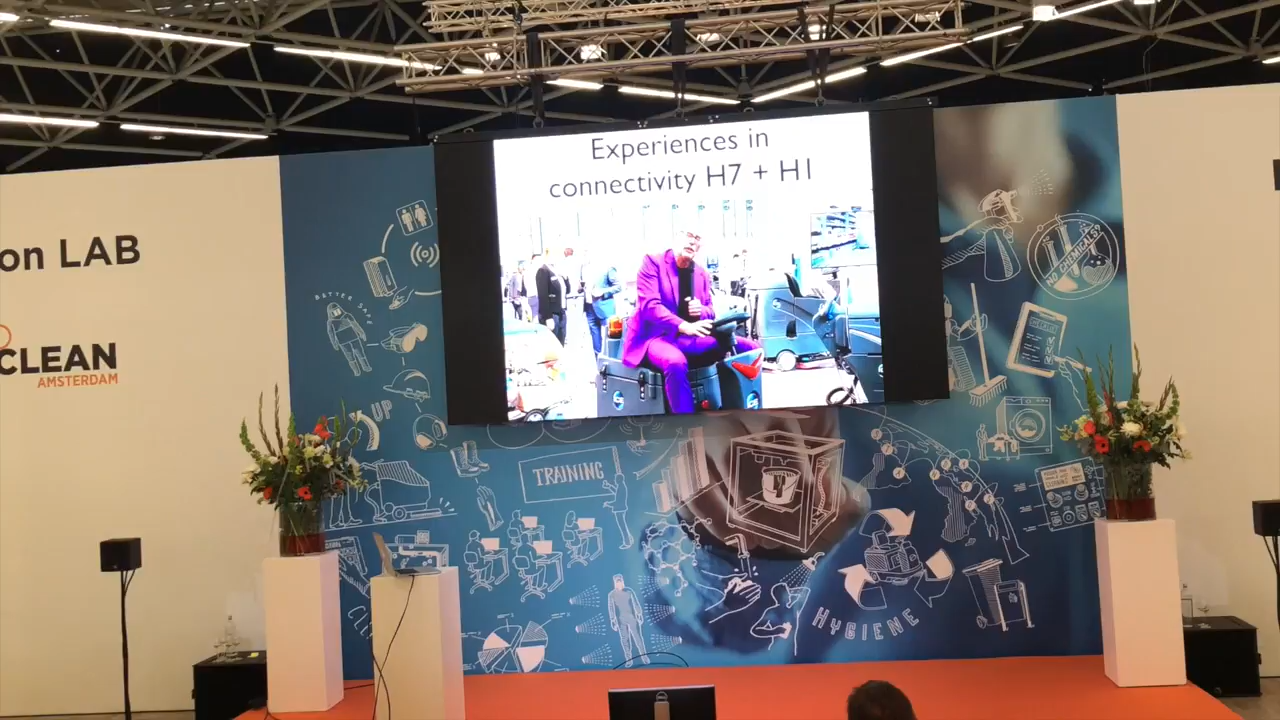 Experiences in
connectivity H7 + H1
on LAB
CLEAN
AMSTERDAM
BETTER SAFE
NO CHEMICALS?
UP
TRAINING
HYGIENE